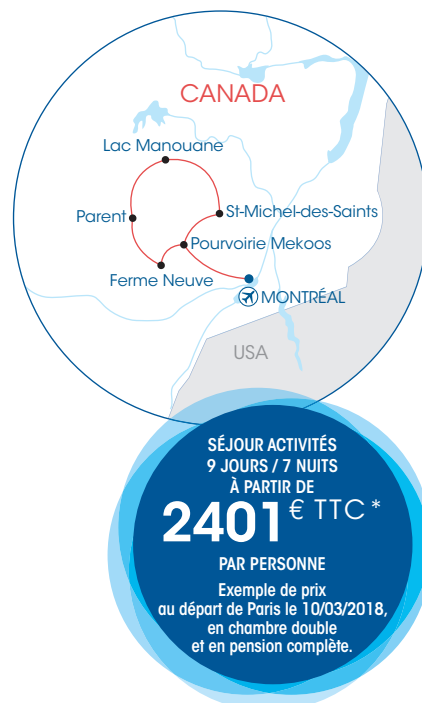 CANADA
Lac Manouane
Parent
St-Michel-des-Saints
Pourvoirie Mekoos
Ferme Neuve
MONTRÉAL
USA
SÉJOUR ACTIVITÉS
9 JOURS / 7 NUITS
À PARTIR DE
2401 € TTC *
PAR PERSONNE
Exemple de prix
au départ de Paris le 10/03/2018,
en chambre double
et en pension complète.